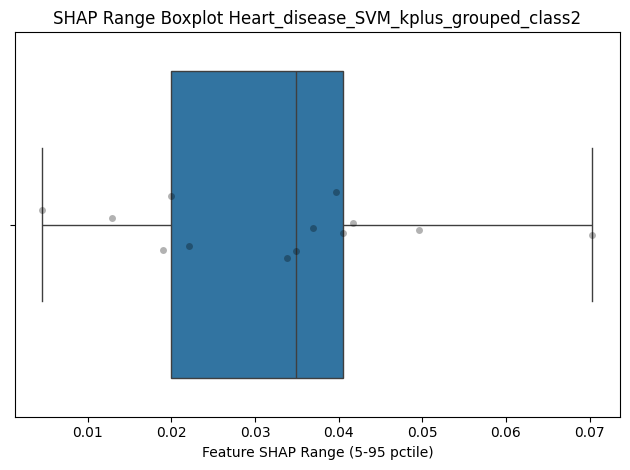 SHAP Range Boxplot Heart_disease_SVM_kplus_grouped_class2
0.01 0.02 0.03 0.04 0.05 0.06 0.07
Feature SHAP Range (5-95 pctile)